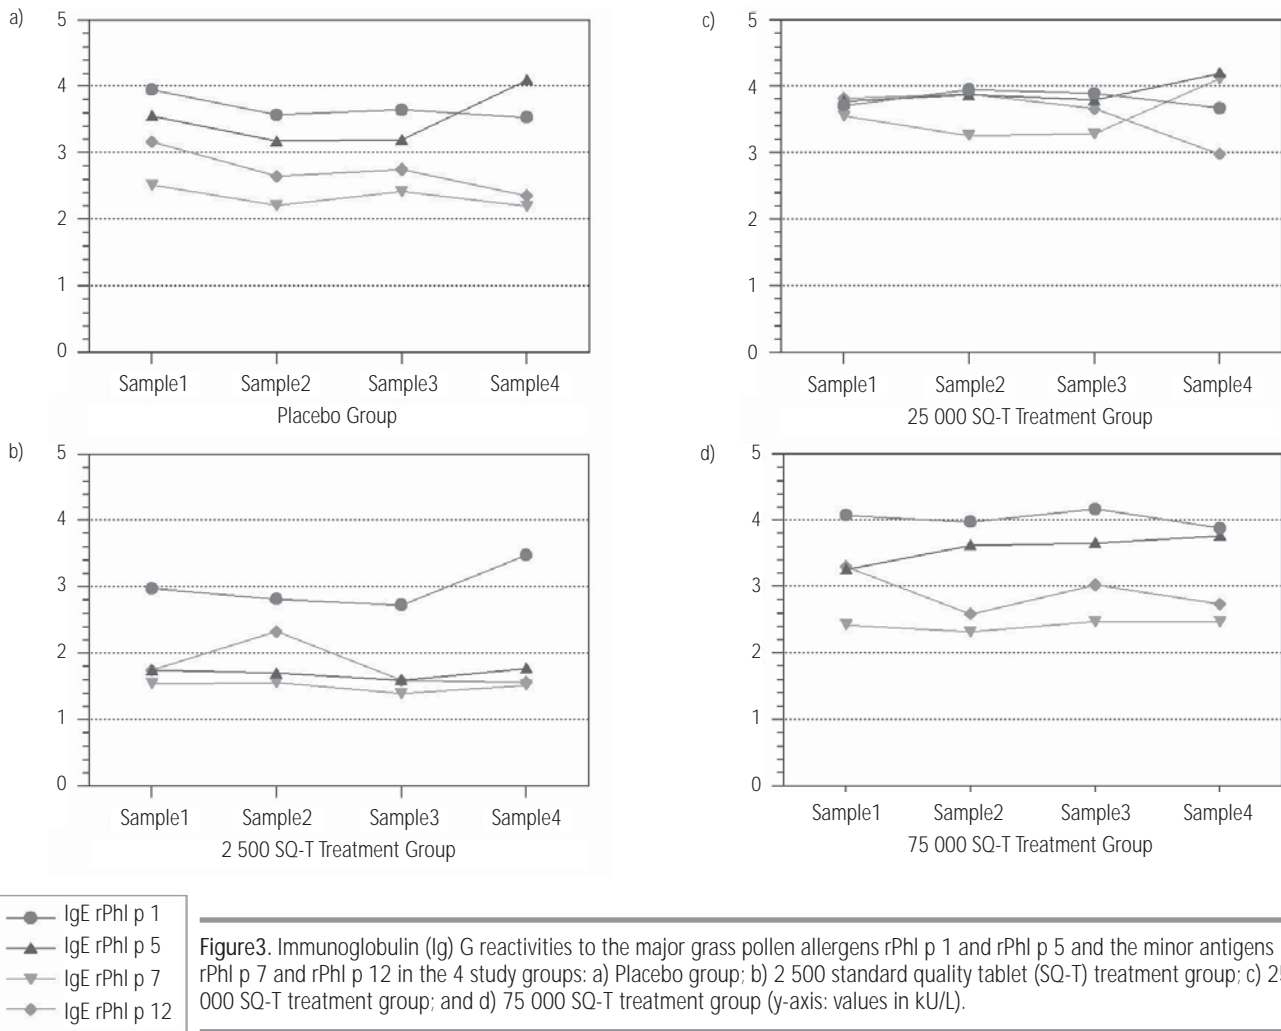 a)
5
4
3
2
1
0
Sample1 Sample2 Sample3 Sample4
Placebo Group
c)
5
4
3
2
1
0
Sample1 Sample2 Sample3 Sample4
25 000 SQ-T Treatment Group
b)
5
4
3
2
1
0
Sample1 Sample2 Sample3 Sample4
2 500 SQ-T Treatment Group
d)
5
4
3
2
1
0
Sample1 Sample2 Sample3 Sample4
75 000 SQ-T Treatment Group
IgE rPhl p 1
IgE rPhl p 5
IgE rPhl p 7
IgE rPhl p 12
Figure3. Immunoglobulin (Ig) G reactivities to the major grass pollen allergens rPhl p 1 and rPhl p 5 and the minor antigens
rPhl p 7 and rPhl p 12 in the 4 study groups: a) Placebo group; b) 2 500 standard quality tablet (SQ-T) treatment group; c) 25
000 SQ-T treatment group; and d) 75 000 SQ-T treatment group (y-axis: values in kU/L).